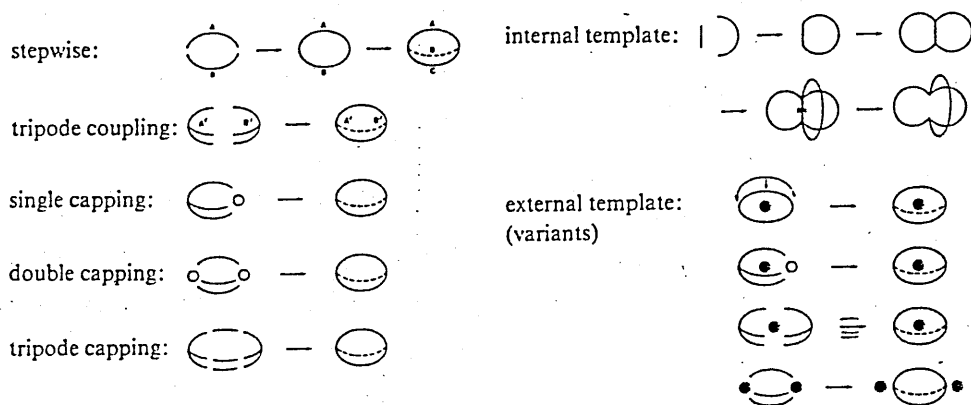 stepwise:
A
B
A
B
A
B
C
tripode coupling:
A' B'
A' B'
single capping:
double capping:
tripode capping:
internal template:
external template:
(variants)